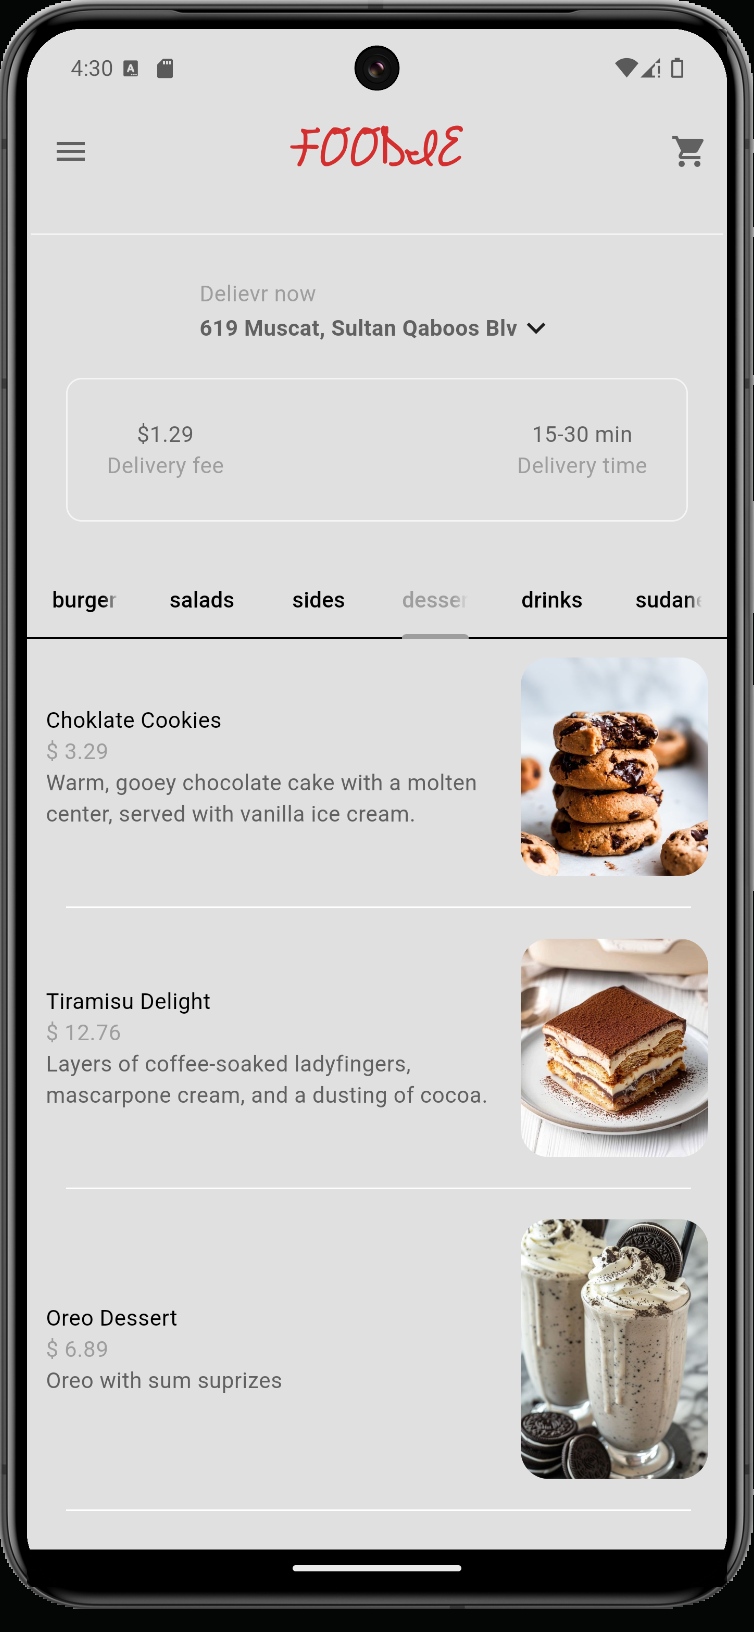 4:30
FOODIE
Delievr now
619 Muscat, Sultan Qaboos Blv
$1.29 15-30 min
Delivery fee Delivery time
burger salads sides desser drinks sudane
Choklate Cookies
$ 3.29
Warm, gooey chocolate cake with a molten
center, served with vanilla ice cream.
Tiramisu Delight
$ 12.76
Layers of coffee-soaked ladyfingers,
mascarpone cream, and a dusting of cocoa.
Oreo Dessert
$ 6.89
Oreo with sum suprizes